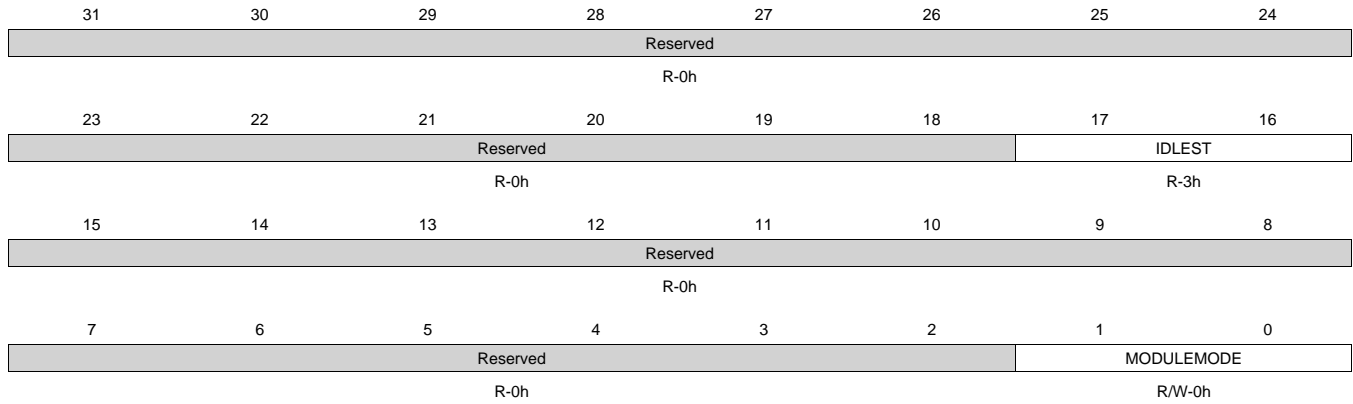 31 30 29 28 27 26 25 24
Reserved
R-0h
23 22 21 20 19 18 17 16
Reserved IDLEST
R-0h R-3h
15 14 13 12 11 10 9 8
Reserved
R-0h
7 6 5 4 3 2 1 0
Reserved MODULEMODE
R-0h R/W-0h